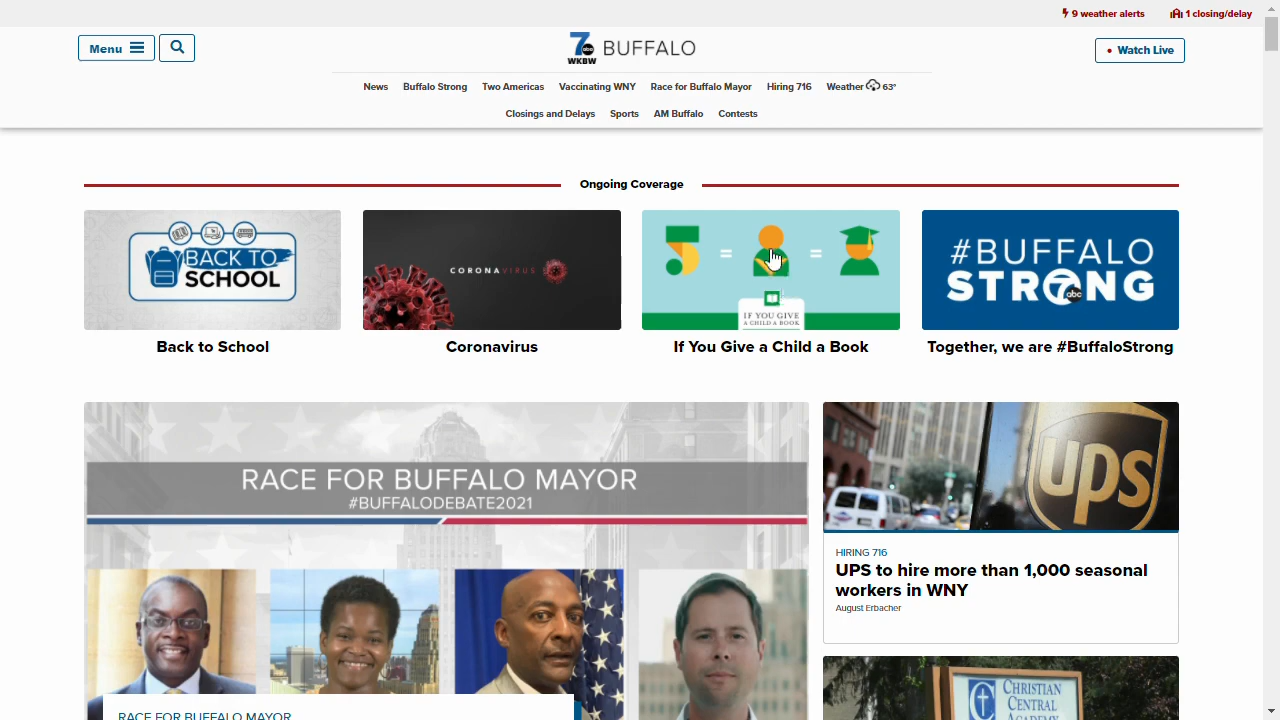 9 weather alerts
1 closing/delay
Menu
7 abc
WKBW
BUFFALO
Watch Live
News Buffalo Strong Two Americas Vaccinating WNY Race for Buffalo Mayor Hiring 716 Weather 63°
Closings and Delays Sports AM Buffalo Contests
Ongoing Coverage
BACK TO
SCHOOL
CORONAVIRUS
= =
IF YOU GIVE
A CHILD A BOOK
#BUFFALO
STRONG
7 abc
Back to School
Coronavirus
If You Give a Child a Book
Together, we are #BuffaloStrong
RACE FOR BUFFALO MAYOR
#BUFFALODEBATE2021
RACE FOR BUFFALO MAYOR
ups
HIRING 716
UPS to hire more than 1,000 seasonal
workers in WNY
August Erbacher
CHRISTIAN
CENTRAL
ACADEMY